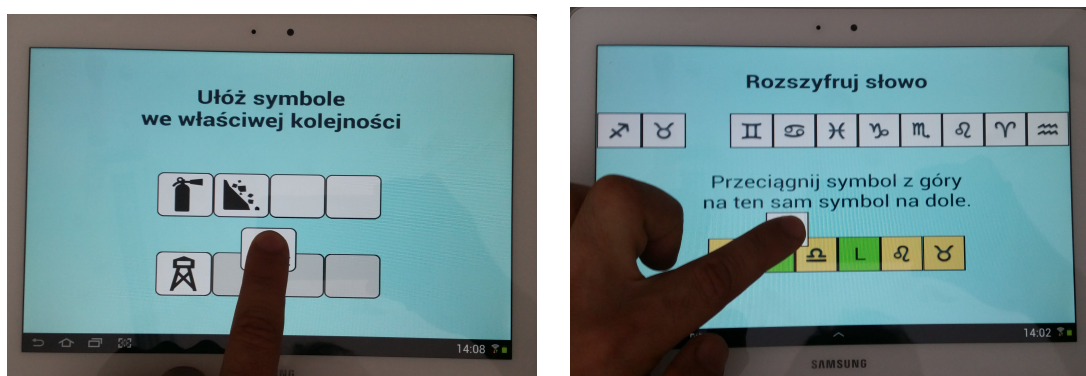 Ułóż symbole
we właściwej kolejności
14:08
Rozszyfruj słowo
♐ ♉ ♊ ♋ ♓ ♑ ♏ ♌ ♈ ♒
Przeciągnij symbol z góry
na ten sam symbol na dole.
♎ L ♌ ♉
14:02
SAMSUNG